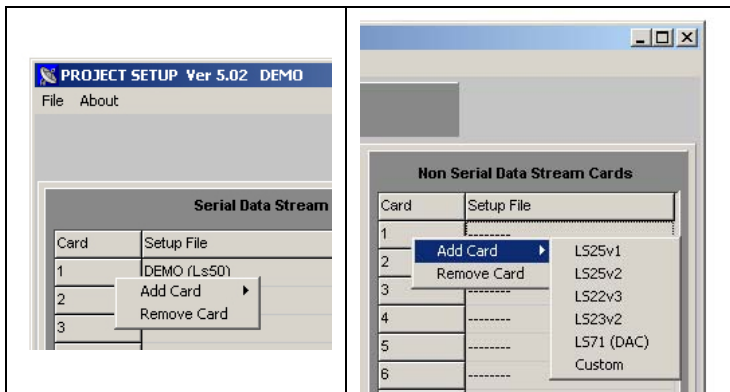 PROJECT SETUP Ver 5.02 DEMO
File About
Serial Data Stream
Card Setup File
1 DEMO (Ls50)
2
3
Add Card
Remove Card
Non Serial Data Stream Cards
Card Setup File
1 --------
2
3 --------
4 --------
5 --------
6 --------
Add Card
Remove Card
LS25v1
LS25v2
LS22v3
LS23v2
LS71 (DAC)
Custom